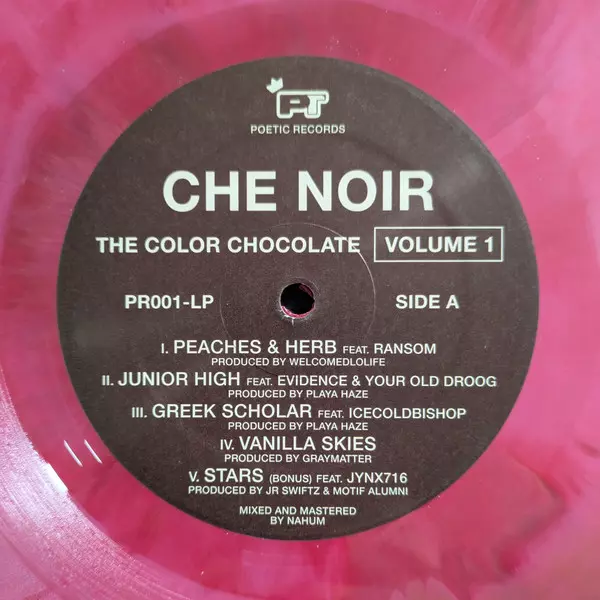 PR
POETIC RECORDS
CHE NOIR
THE COLOR CHOCOLATE VOLUME 1
PR001-LP SIDE A
I. PEACHES & HERB FEAT. RANSOM
PRODUCED BY WELCOMEDLOLIFE
II. JUNIOR HIGH FEAT. EVIDENCE & YOUR OLD DROOG
PRODUCED BY PLAYA HAZE
III. GREEK SCHOLAR FEAT. ICECOLDBISHOP
PRODUCED BY PLAYA HAZE
IV. VANILLA SKIES
PRODUCED BY GRAYMATTER
V. STARS (BONUS) FEAT. JYNX716
PRODUCED BY JR SWIFTZ & MOTIF ALUMNI
MIXED AND MASTERED
BY NAHUM